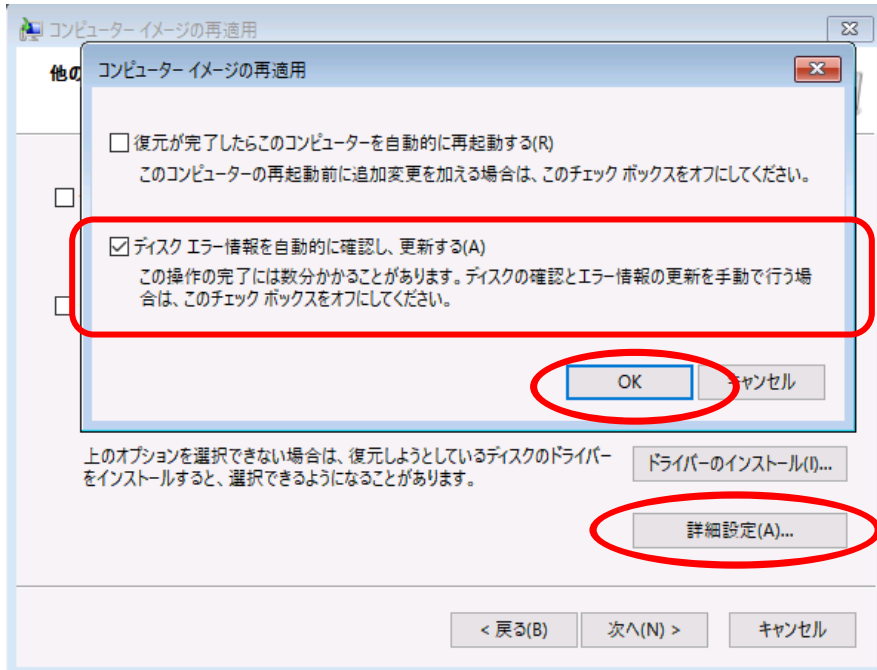 コンピューター イメージの再適用
他の
コンピューター イメージの再適用
復元が完了したらこのコンピューターを自動的に再起動する(R)
このコンピューターの再起動前に追加変更を加える場合は、このチェック ボックスをオフにしてください。
ディスク エラー情報を自動的に確認し、更新する(A)
この操作の完了には数分かかることがあります。ディスクの確認とエラー情報の更新を手動で行う場
合は、このチェック ボックスをオフにしてください。
OK
キャンセル
上のオプションを選択できない場合は、復元しようとしているディスクのドライバー
をインストールすると、選択できるようになることがあります。
ドライバーのインストール(I)...
詳細設定(A)...
< 戻る(B)
次へ(N) >
キャンセル